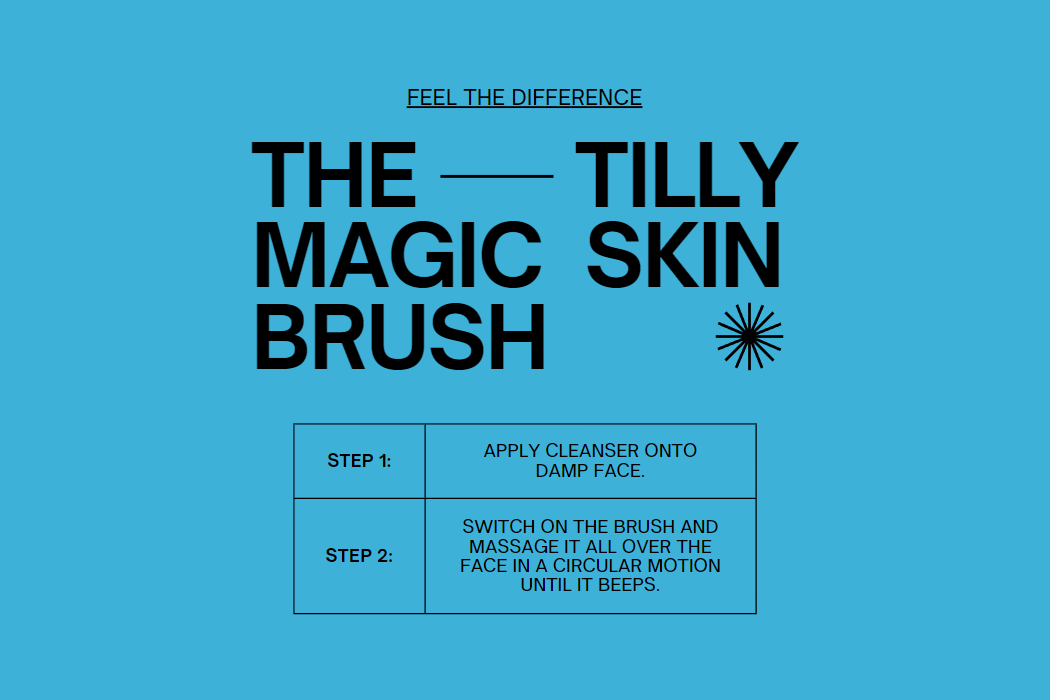 FEEL THE DIFFERENCE
THE TILLY
MAGIC SKIN
BRUSH
STEP 1:
APPLY CLEANSER ONTO
DAMP FACE.
STEP 2:
SWITCH ON THE BRUSH AND
MASSAGE IT ALL OVER THE
FACE IN A CIRCULAR MOTION
UNTIL IT BEEPS.